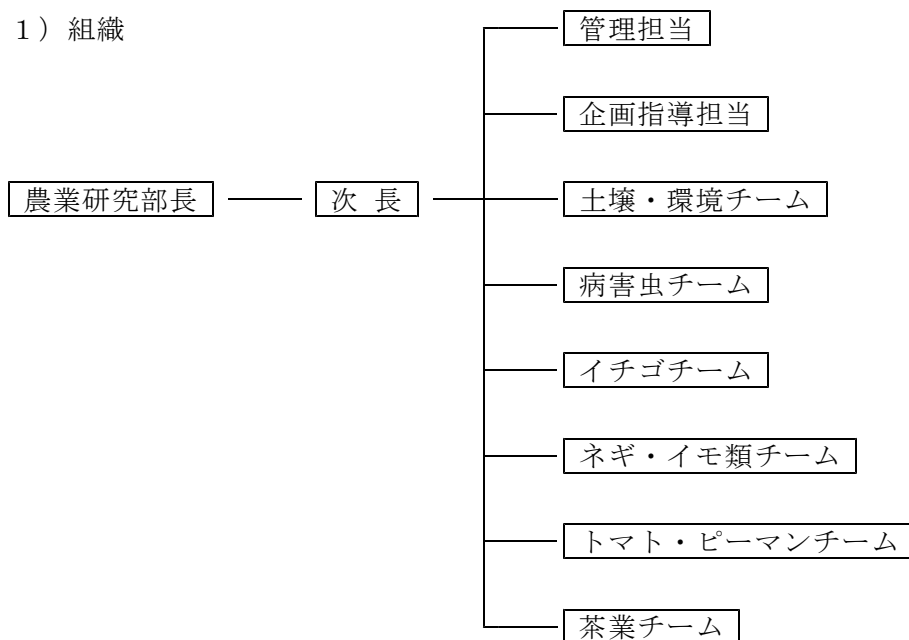 1）組織
管理担当
企画指導担当
農業研究部長
次 長
土壌・環境チーム
病害虫チーム
イチゴチーム
ネギ・イモ類チーム
トマト・ピーマンチーム
茶業チーム